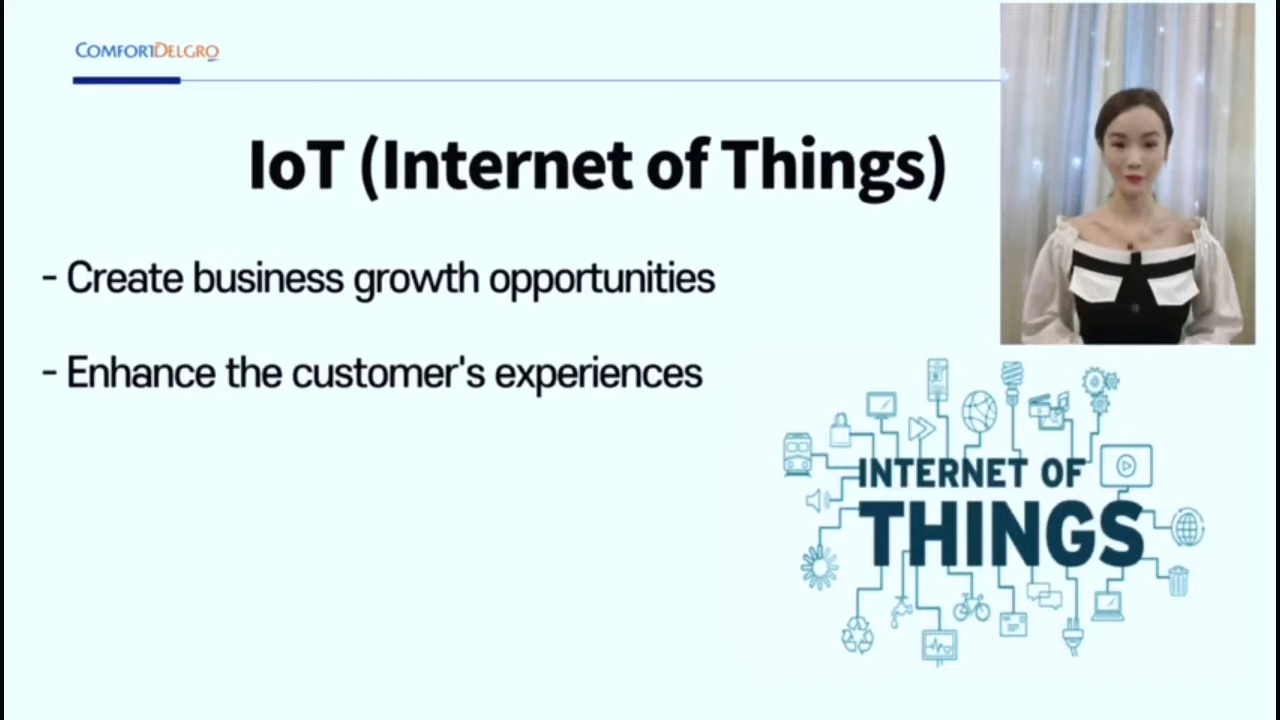 COMFORTDELGRO
IoT (Internet of Things)
- Create business growth opportunities
- Enhance the customer's experiences
INTERNET OF
THINGS